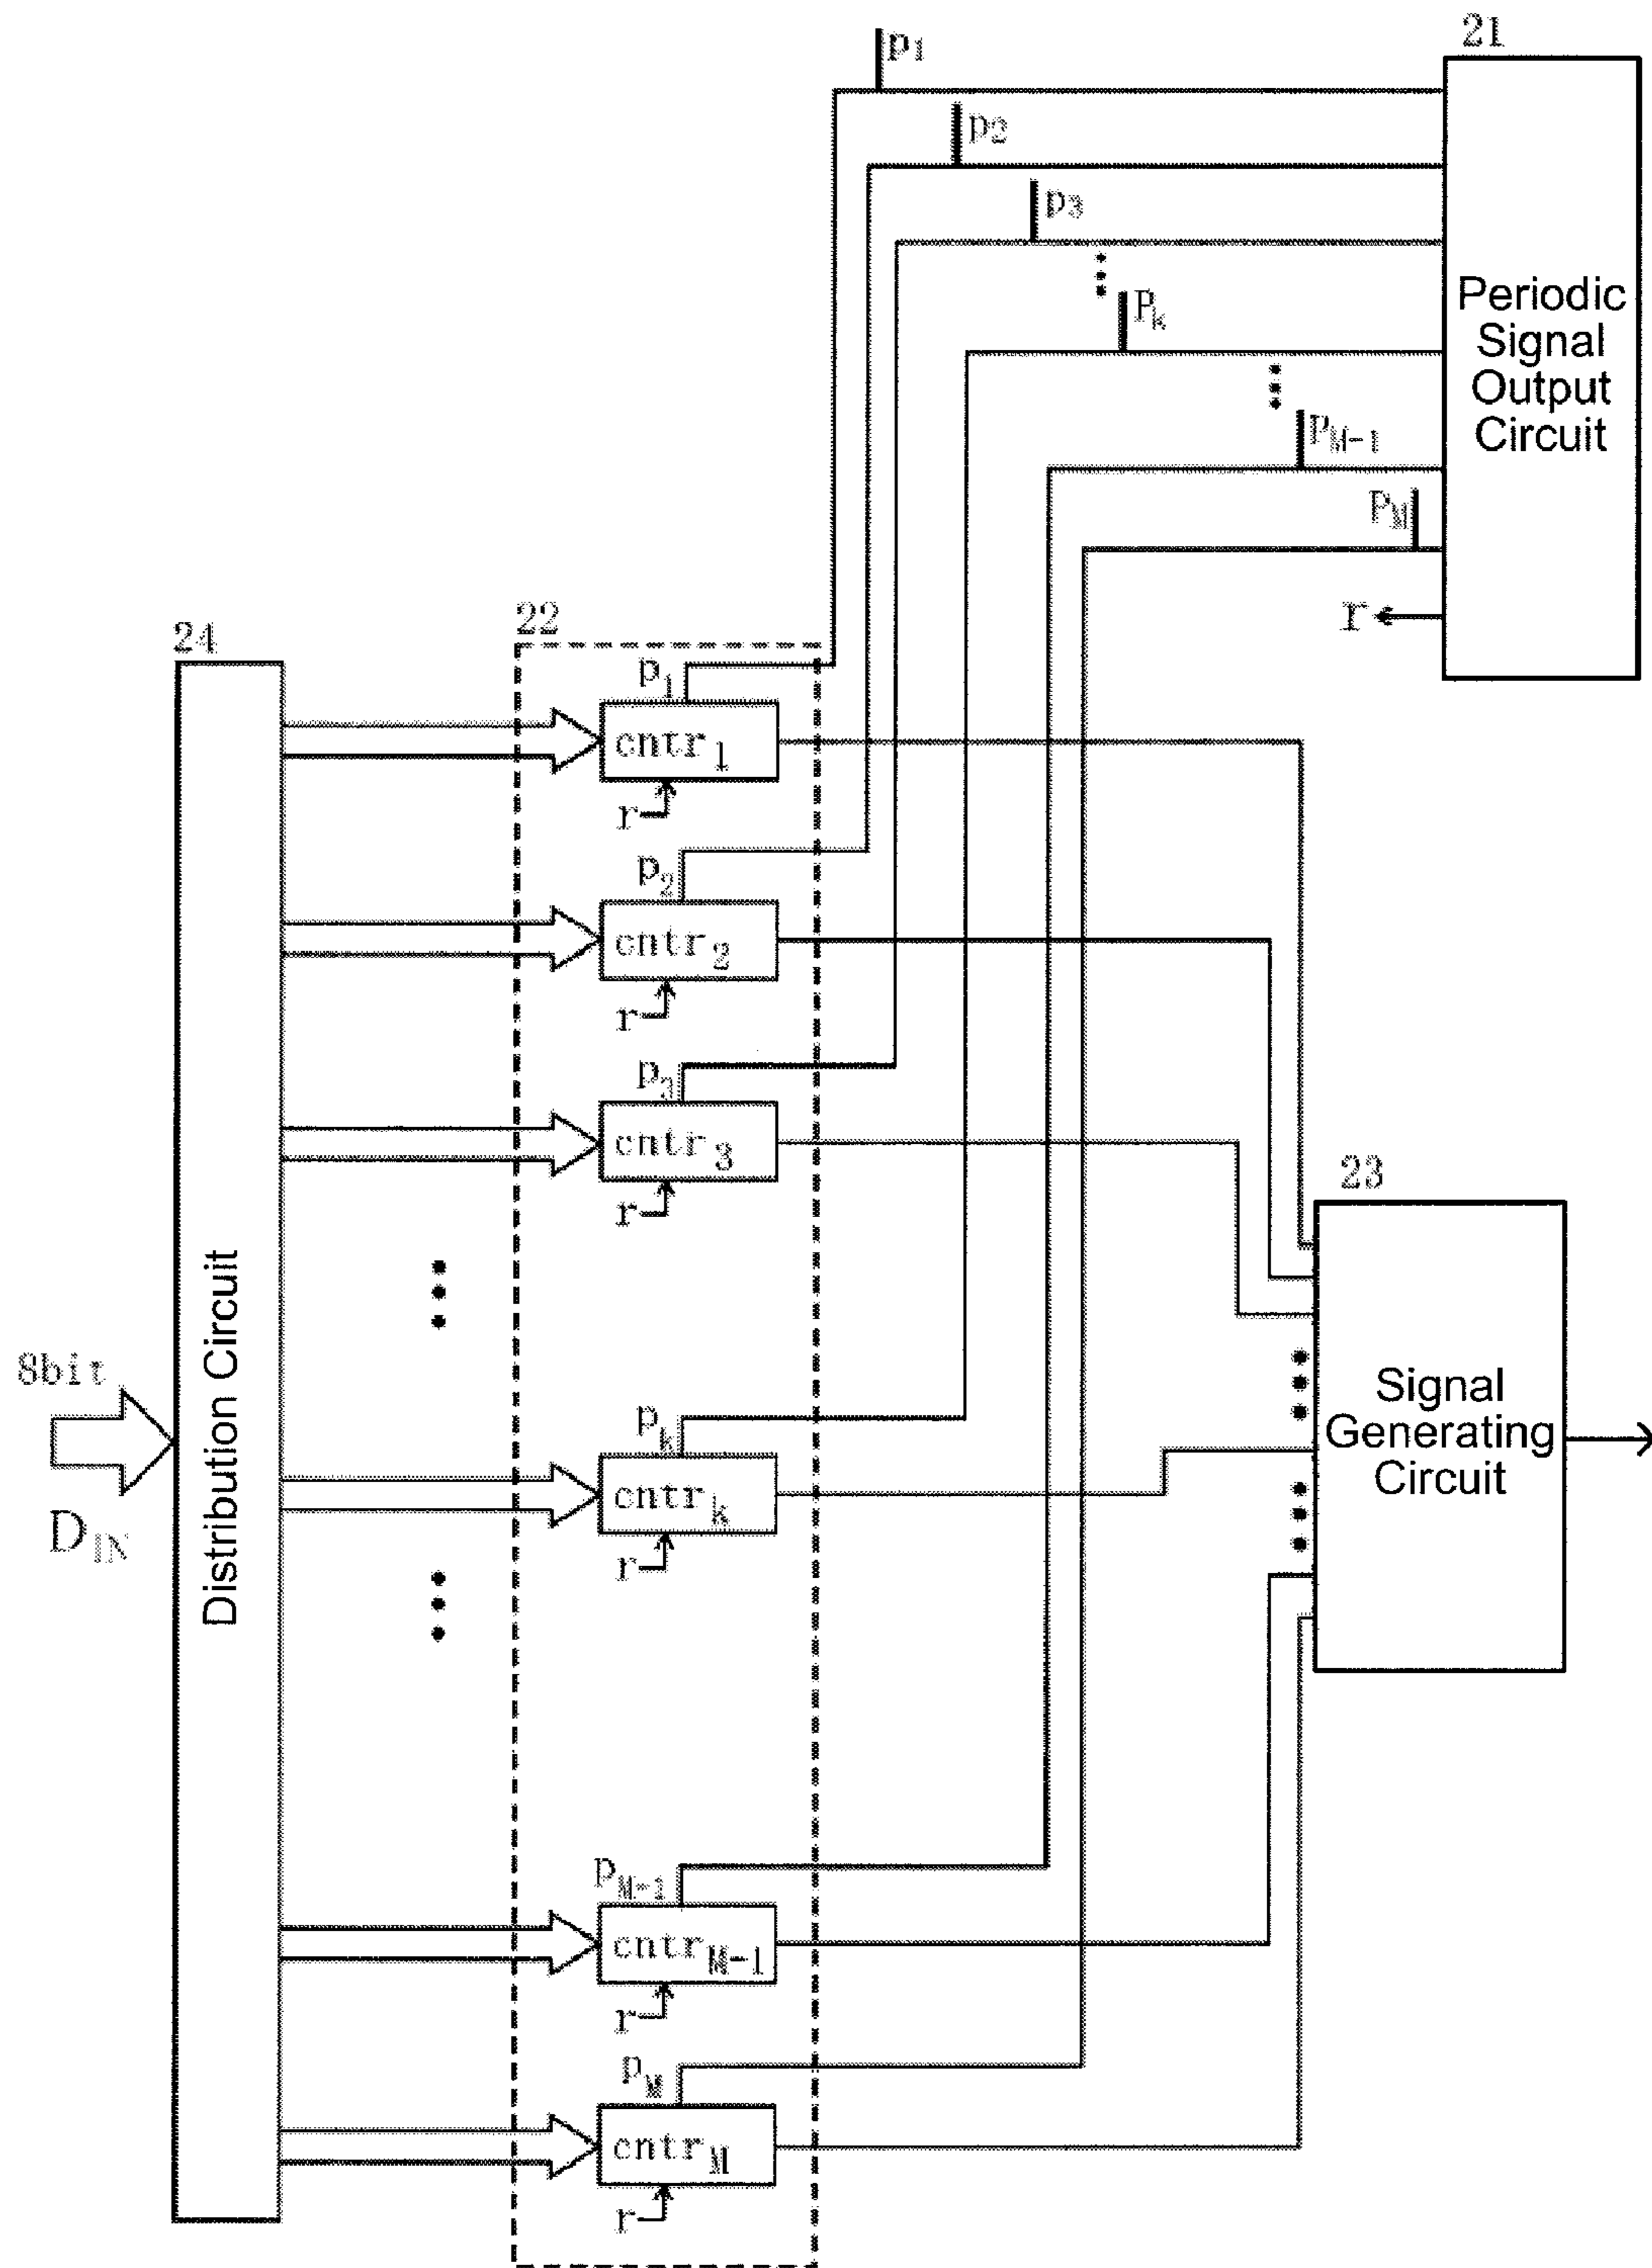 21
p1
p2
p3
Pk
PM-1
PM
Periodic
Signal
Output
Circuit
r
24
22
p1
cntr1
r
p2
cntr2
r
p3
cntr3
r
23
8bit
DIN
Distribution Circuit
pk
cntrk
r
Signal
Generating
Circuit
pM-1
cntrM-1
r
pM
cntrM
r